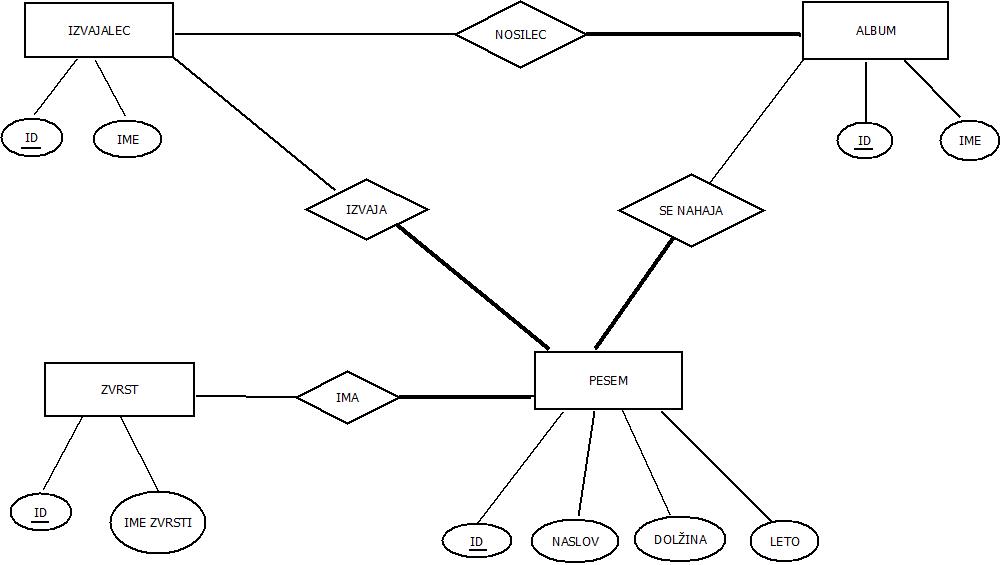 IZVAJALEC
NOSILEC
ALBUM
ID
IME
ID
IME
IZVAJA
SE NAHAJA
ZVRST
IMA
PESEM
ID
IME ZVRSTI
ID
NASLOV
DOLŽINA
LETO